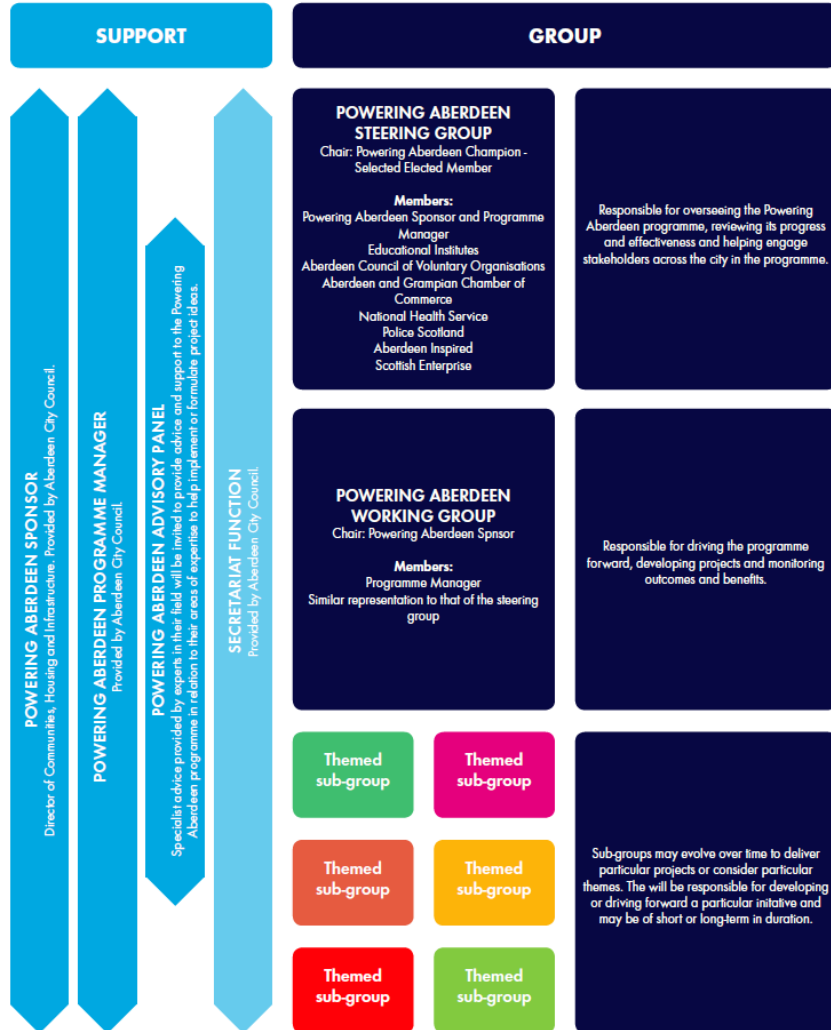 SUPPORT
GROUP
POWERING ABERDEEN SPONSOR
Director of Communities, Housing and Infrastructure. Provided by Aberdeen City Council.
POWERING ABERDEEN PROGRAMME MANAGER
Provided by Aberdeen City Council.
POWERING ABERDEEN ADVISORY PANEL
Specialist advice provided by experts in their field will be invited to provide advice and support to the Powering
Aberdeen programme in relation to their areas of expertise to help implement or formulate project ideas.
SECRETARIAT FUNCTION
Provided by Aberdeen City Council.
POWERING ABERDEEN
STEERING GROUP
Chair: Powering Aberdeen Champion -
Selected Elected Member
Members:
Powering Aberdeen Sponsor and Programme
Manager
Educational Institutes
Aberdeen Council of Voluntary Organisations
Aberdeen and Grampian Chamber of
Commerce
National Health Service
Police Scotland
Aberdeen Inspired
Scottish Enterprise
Responsible for overseeing the Powering
Aberdeen programme, reviewing its progress
and effectiveness and helping engage
stakeholders across the city in the programme.
POWERING ABERDEEN
WORKING GROUP
Chair: Powering Aberdeen Spnsor
Members:
Programme Manager
Similar representation to that of the steering
group
Responsible for driving the programme
forward, developing projects and monitoring
outcomes and benefits.
Themed
sub-group
Themed
sub-group
Themed
sub-group
Themed
sub-group
Themed
sub-group
Themed
sub-group
Sub-groups may evolve over time to deliver
particular projects or consider particular
themes. The will be responsible for developing
or driving forward a particular initative and
may be of short or long-term in duration.